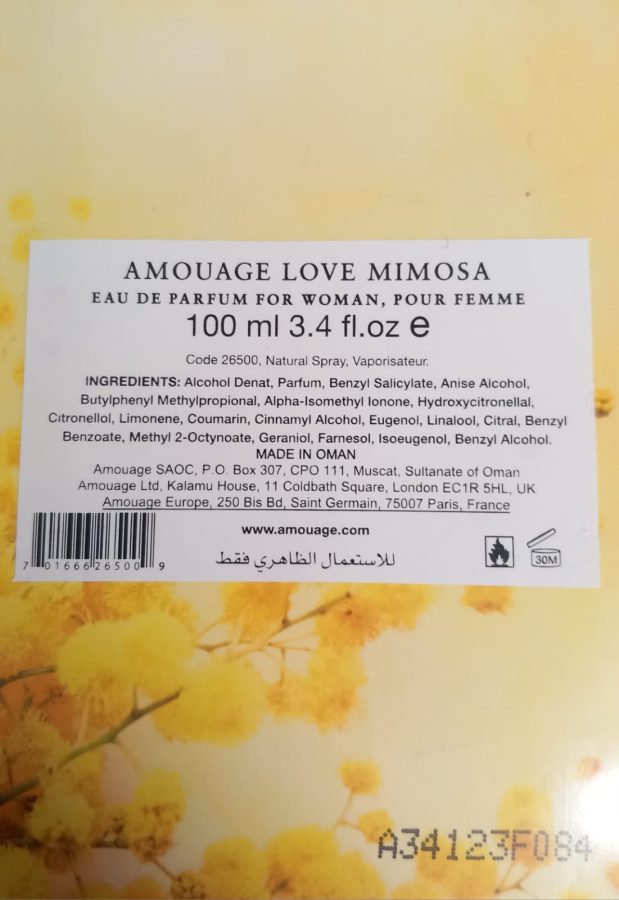 AMOUAGE LOVE MIMOSA
EAU DE PARFUM FOR WOMAN, POUR FEMME
100 ml 3.4 fl.oz e
Code 26500, Natural Spray, Vaporisateur.
INGREDIENTS: Alcohol Denat, Parfum, Benzyl Salicylate, Anise Alcohol,
Butylphenyl Methylpropional, Alpha-Isomethyl Ionone, Hydroxycitronellal,
Citronellol, Limonene, Coumarin, Cinnamyl Alcohol, Eugenol, Linalool, Citral, Benzyl
Benzoate, Methyl 2-Octynoate, Geraniol, Farnesol, Isoeugenol, Benzyl Alcohol.
MADE IN OMAN
Amouage SAOC, P.O. Box 307, CPO 111, Muscat, Sultanate of Oman
Amouage Ltd, Kalamu House, 11 Coldbath Square, London EC1R 5HL, UK
Amouage Europe, 250 Bis Bd, Saint Germain, 75007 Paris, France
www.amouage.com
7 01666 26500 9
للاستعمال الظاهري فقط
30M
A34123F084